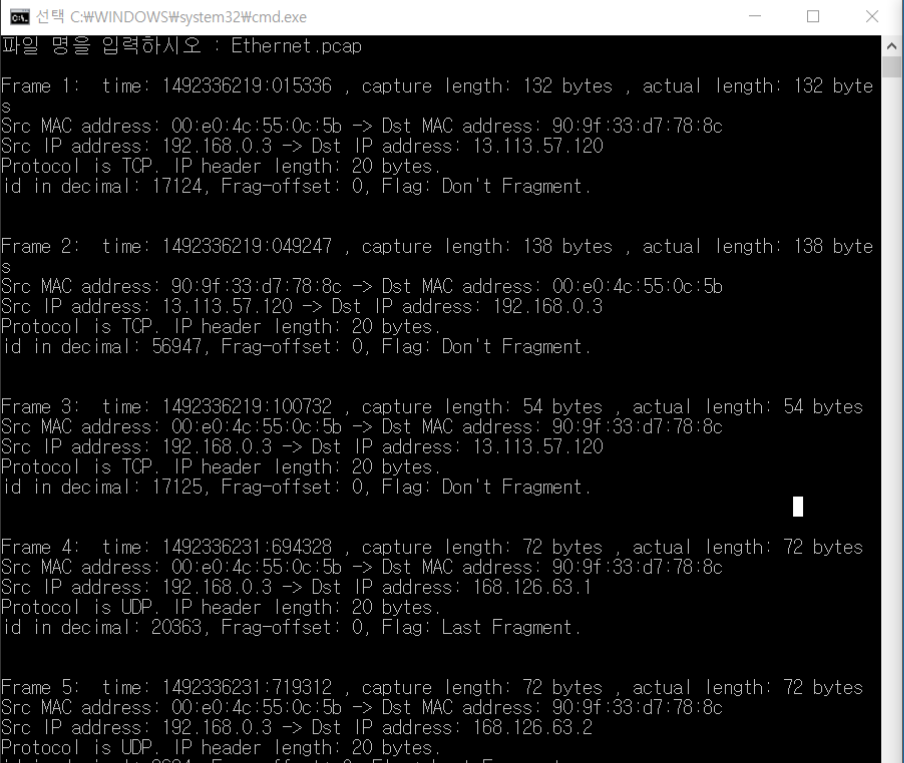 선택 C:₩WINDOWS₩system32₩cmd.exe
파일 명을 입력하시오 : Ethernet.pcap
Frame 1:  time: 1492336219:015336 , capture length: 132 bytes , actual length: 132 byte
s
Src MAC address: 00:e0:4c:55:0c:5b -> Dst MAC address: 90:9f:33:d7:78:8c
Src IP address: 192.168.0.3 -> Dst IP address: 13.113.57.120
Protocol is TCP. IP header length: 20 bytes.
id in decimal: 17124, Frag-offset: 0, Flag: Don't Fragment.
Frame 2:  time: 1492336219:049247 , capture length: 138 bytes , actual length: 138 byte
s
Src MAC address: 90:9f:33:d7:78:8c -> Dst MAC address: 00:e0:4c:55:0c:5b
Src IP address: 13.113.57.120 -> Dst IP address: 192.168.0.3
Protocol is TCP. IP header length: 20 bytes.
id in decimal: 56947, Frag-offset: 0, Flag: Don't Fragment.
Frame 3:  time: 1492336219:100732 , capture length: 54 bytes , actual length: 54 bytes
Src MAC address: 00:e0:4c:55:0c:5b -> Dst MAC address: 90:9f:33:d7:78:8c
Src IP address: 192.168.0.3 -> Dst IP address: 13.113.57.120
Protocol is TCP. IP header length: 20 bytes.
id in decimal: 17125, Frag-offset: 0, Flag: Don't Fragment.
Frame 4:  time: 1492336231:694328 , capture length: 72 bytes , actual length: 72 bytes
Src MAC address: 00:e0:4c:55:0c:5b -> Dst MAC address: 90:9f:33:d7:78:8c
Src IP address: 192.168.0.3 -> Dst IP address: 168.126.63.1
Protocol is UDP. IP header length: 20 bytes.
id in decimal: 20363, Frag-offset: 0, Flag: Last Fragment.
Frame 5:  time: 1492336231:719312 , capture length: 72 bytes , actual length: 72 bytes
Src MAC address: 00:e0:4c:55:0c:5b -> Dst MAC address: 90:9f:33:d7:78:8c
Src IP address: 192.168.0.3 -> Dst IP address: 168.126.63.2
Protocol is UDP. IP header length: 20 bytes.